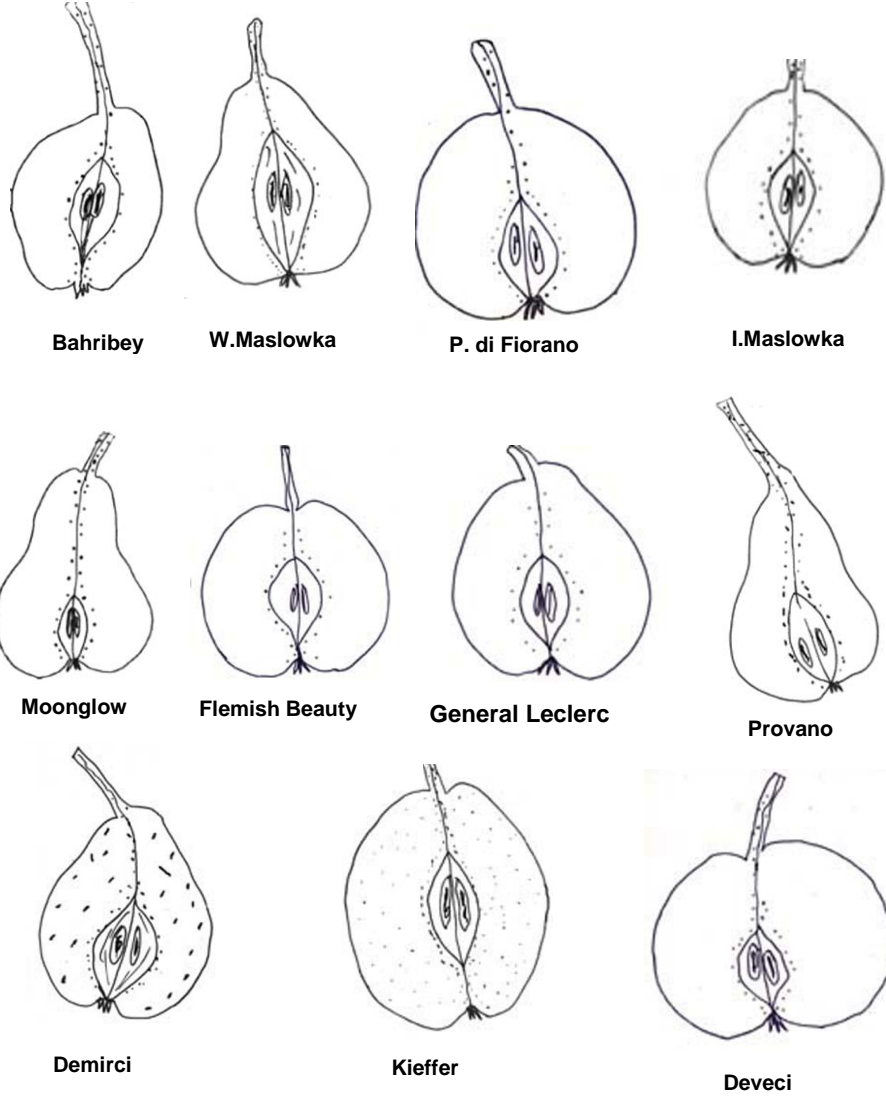 Bahribey
W.Maslowka
P. di Fiorano
I.Maslowka
Moonglow
Flemish Beauty
General Leclerc
Provano
Demirci
Kieffer
Deveci